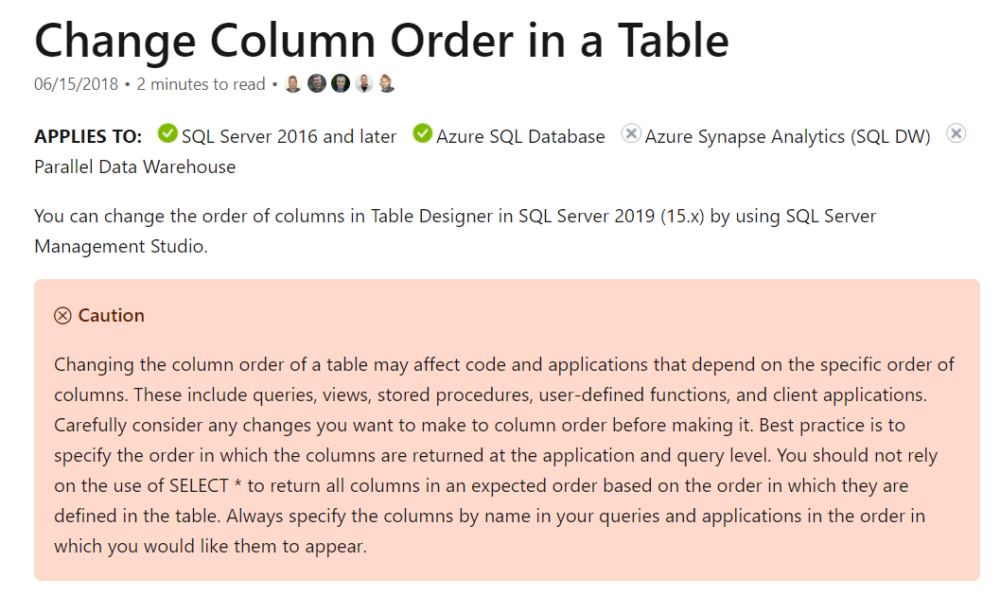 Change Column Order in a Table
06/15/2018 • 2 minutes to read •
APPLIES TO: SQL Server 2016 and later Azure SQL Database Azure Synapse Analytics (SQL DW)
Parallel Data Warehouse
You can change the order of columns in Table Designer in SQL Server 2019 (15.x) by using SQL Server
Management Studio.
Caution
Changing the column order of a table may affect code and applications that depend on the specific order of
columns. These include queries, views, stored procedures, user-defined functions, and client applications.
Carefully consider any changes you want to make to column order before making it. Best practice is to
specify the order in which the columns are returned at the application and query level. You should not rely
on the use of SELECT * to return all columns in an expected order based on the order in which they are
defined in the table. Always specify the columns by name in your queries and applications in the order in
which you would like them to appear.